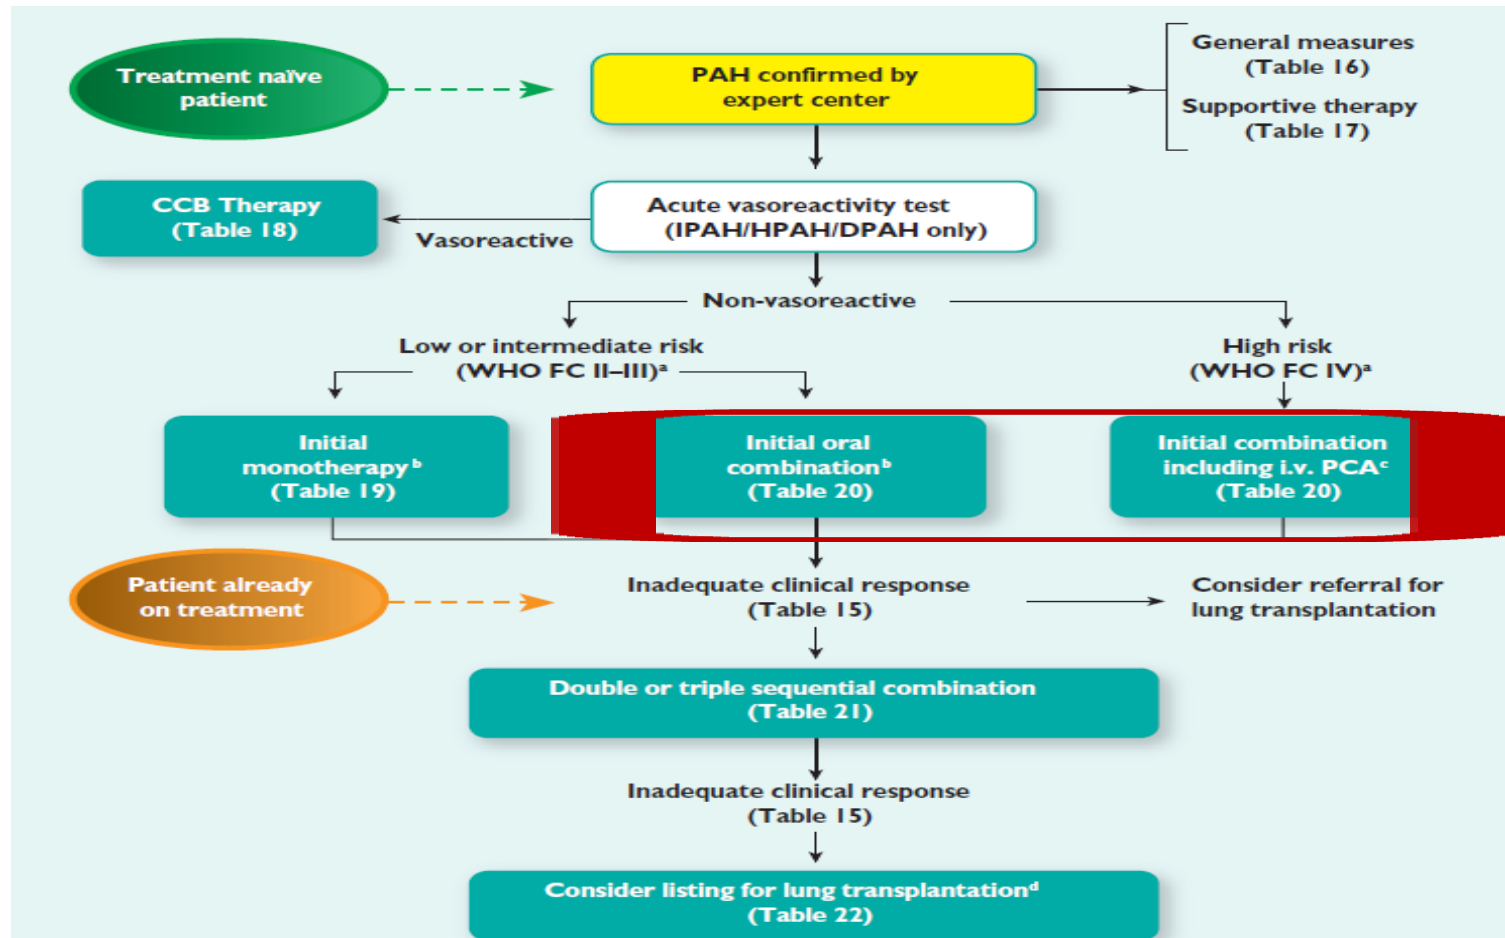 Treatment naïve
patient
PAH confirmed by
expert center
General measures
(Table 16)
Supportive therapy
(Table 17)
CCB Therapy
(Table 18)
Vasoreactive
Acute vasoreactivity test
(IPAH/HPAH/DPAH only)
Non-vasoreactive
Low or intermediate risk
(WHO FC II–III)ᵃ
High risk
(WHO FC IV)ᵃ
Initial
monotherapyᵇ
(Table 19)
Initial oral
combinationᵇ
(Table 20)
Initial combination
including i.v. PCAᶜ
(Table 20)
Patient already
on treatment
Inadequate clinical response
(Table 15)
Consider referral for
lung transplantation
Double or triple sequential combination
(Table 21)
Inadequate clinical response
(Table 15)
Consider listing for lung transplantationᵈ
(Table 22)